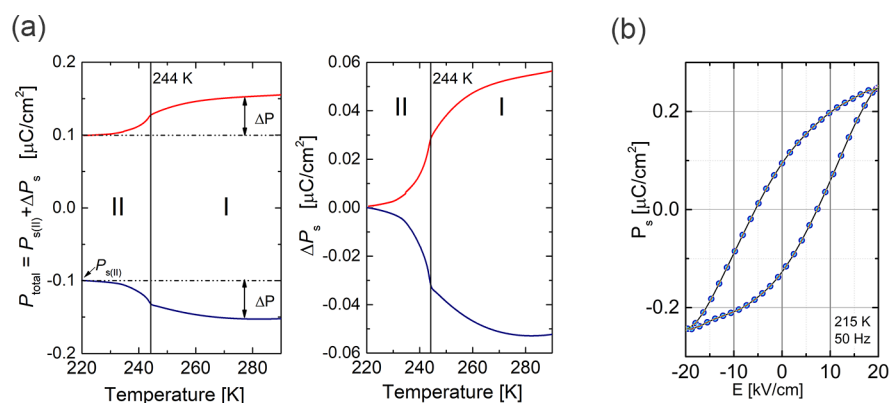 (a)
P_total = P_s(II)+ΔP_s [μC/cm²]
0.2
0.1
0.0
-0.1
-0.2
244 K
ΔP
II
I
P_s(II)
ΔP
220 240 260 280
Temperature [K]
ΔP_s [μC/cm²]
0.06
0.04
0.02
0.00
-0.02
-0.04
-0.06
244 K
II
I
220 240 260 280
Temperature [K]
(b)
P_s [μC/cm²]
0.2
0.0
-0.2
215 K
50 Hz
-20 -10 0 10 20
E [kV/cm]